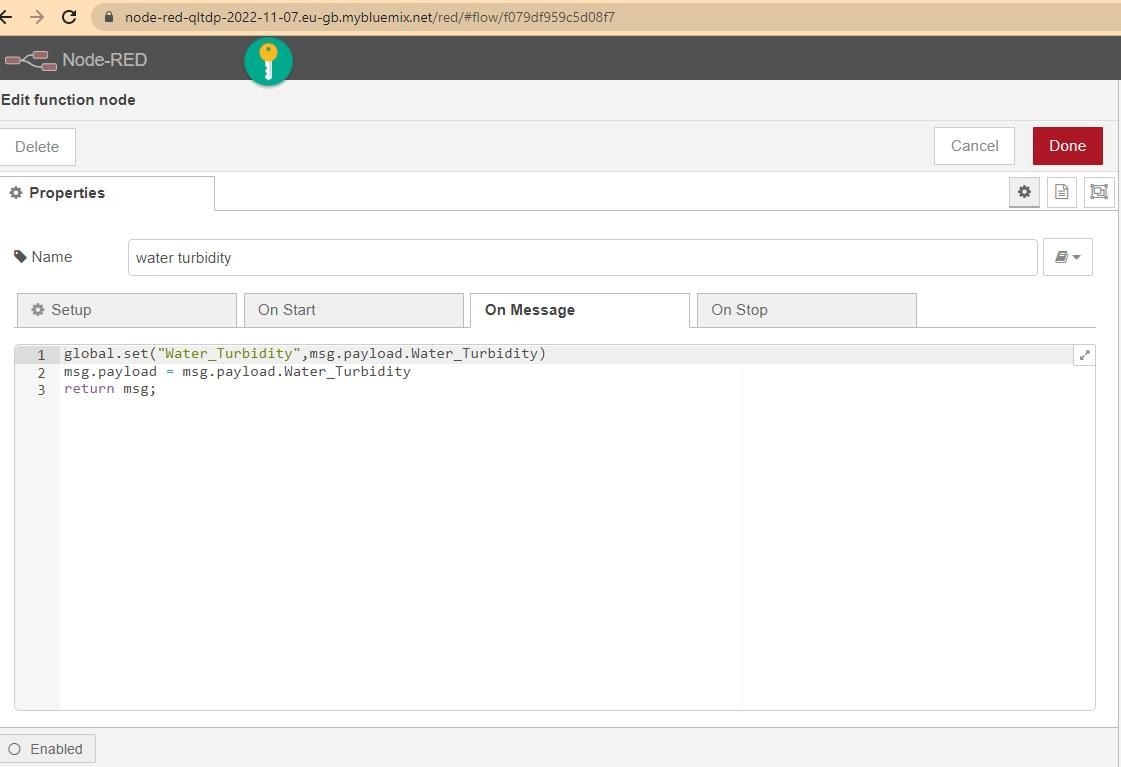 node-red-qltdp-2022-11-07.eu-gb.mybluemix.net/red/#flow/f079df959c5d08f7
Node-RED
Edit function node
Delete
Cancel
Done
Properties
Name
water turbidity
Setup
On Start
On Message
On Stop
1 global.set("Water_Turbidity",msg.payload.Water_Turbidity)
2 msg.payload = msg.payload.Water_Turbidity
3 return msg;
Enabled